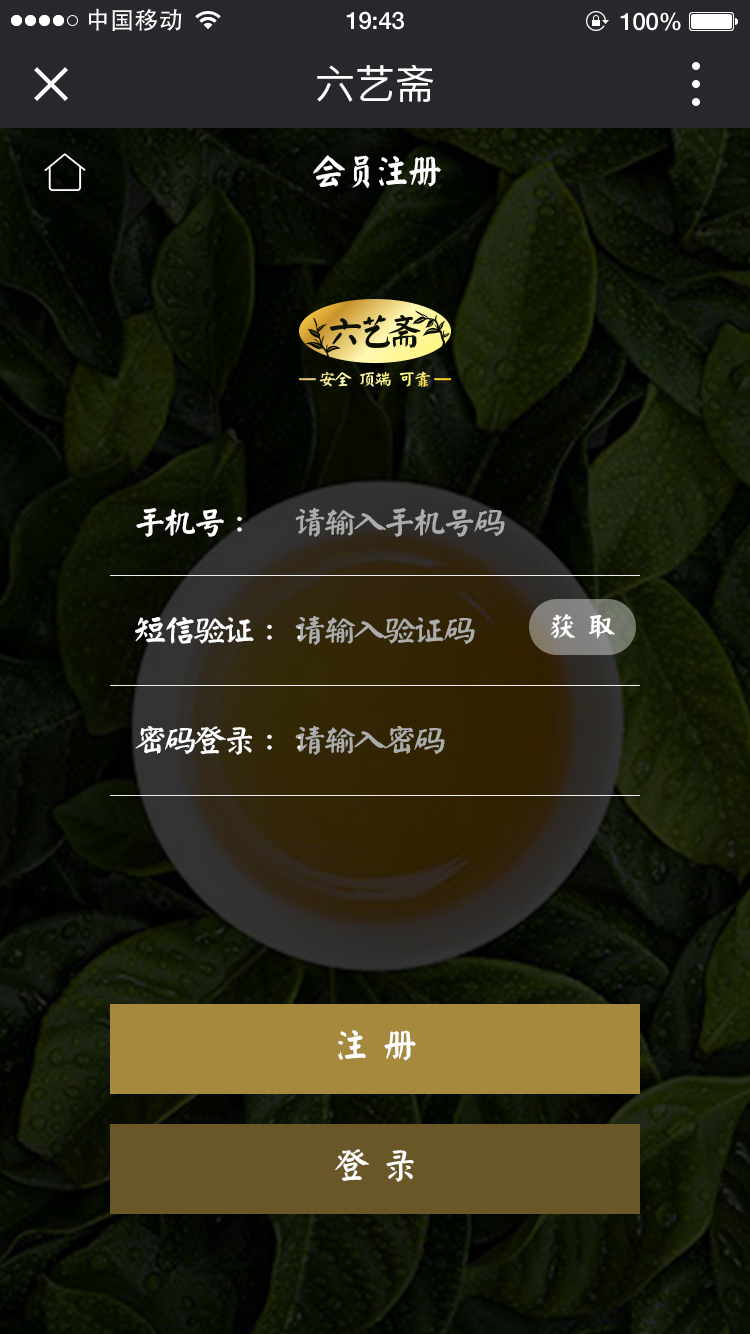 中国移动 19:43 100%
六艺斋
会员注册
六艺斋
安全 顶端 可靠
手机号： 请输入手机号码
短信验证：：请输入验证码 获取
密码登录：：请输入密码
注册
登录